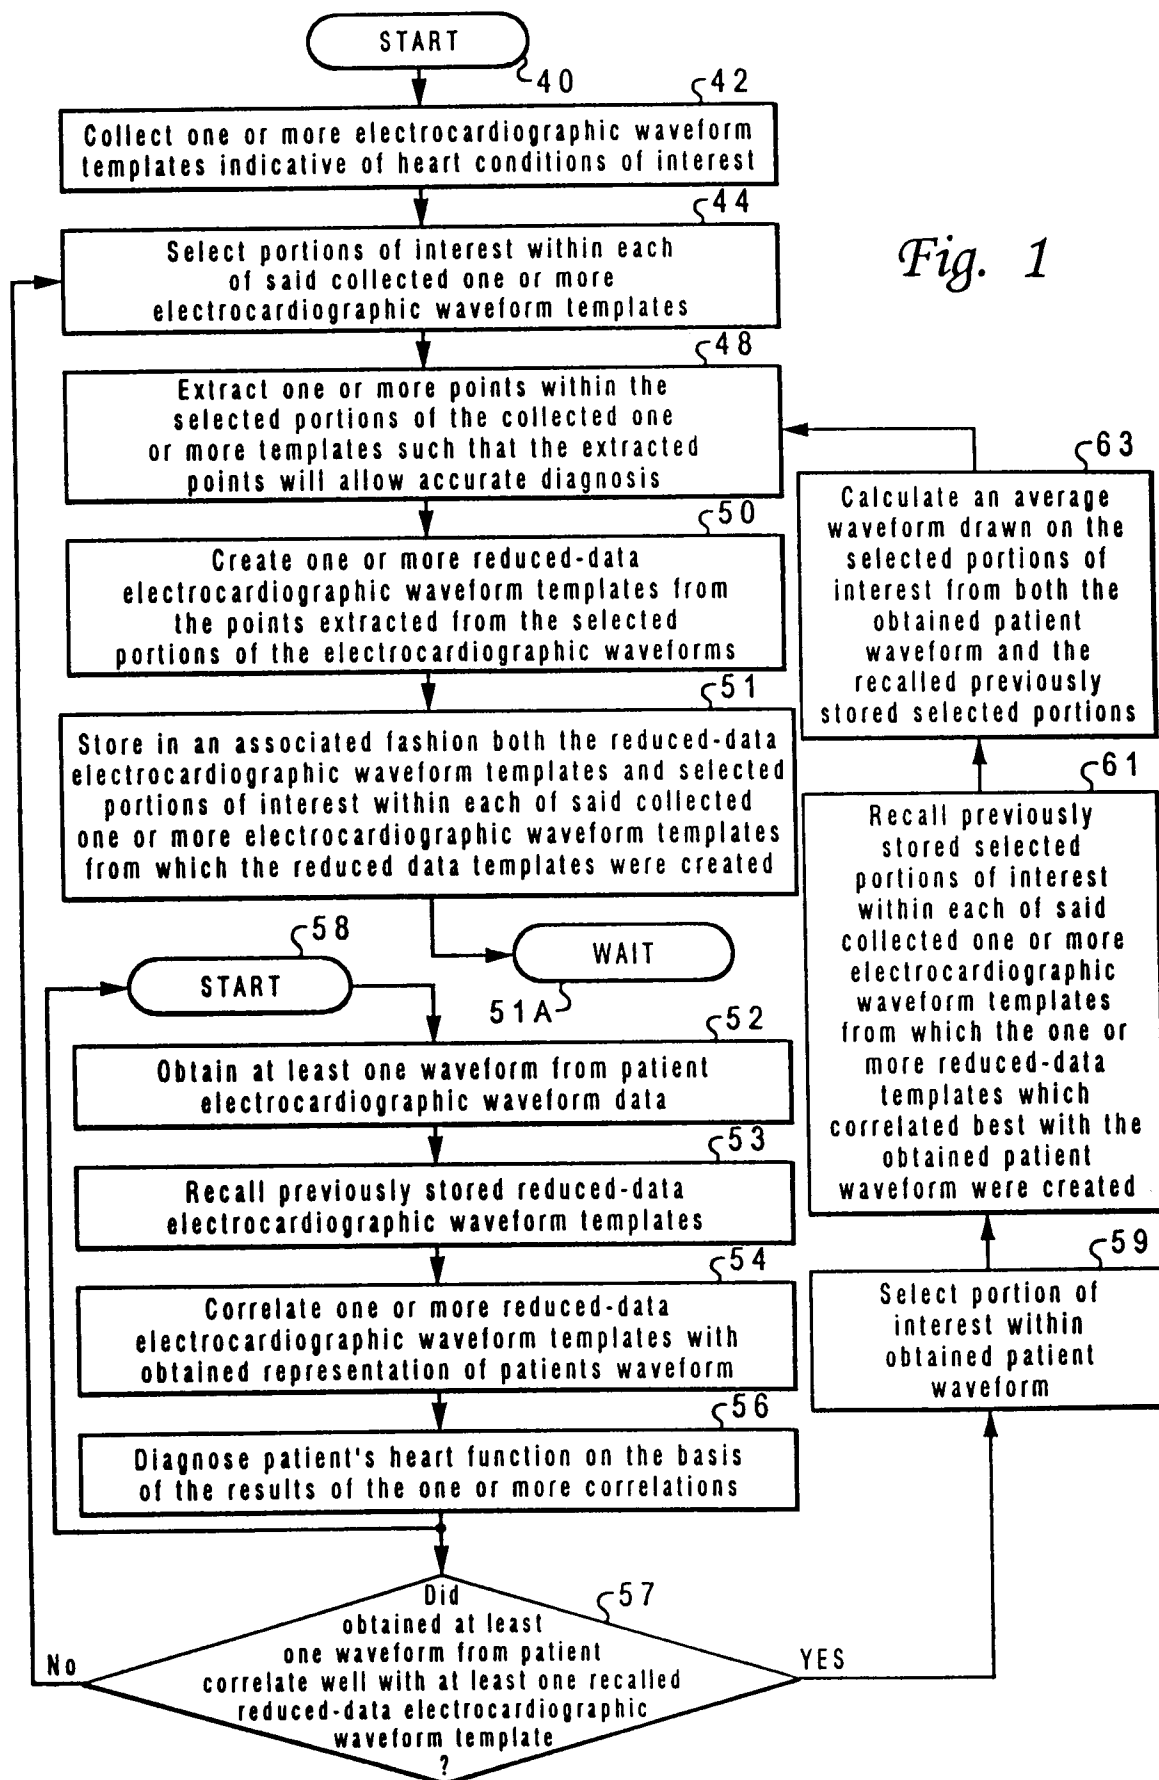 START
40
42
Collect one or more electrocardiographic waveform
templates indicative of heart conditions of interest
44
Select portions of interest within each
of said collected one or more
electrocardiographic waveform templates
Fig. 1
48
Extract one or more points within the
selected portions of the collected one
or more templates such that the extracted
points will allow accurate diagnosis
50
Create one or more reduced-data
electrocardiographic waveform templates from
the points extracted from the selected
portions of the electrocardiographic waveforms
51
Store in an associated fashion both the reduced-data
electrocardiographic waveform templates and selected
portions of interest within each of said collected
one or more electrocardiographic waveform templates
from which the reduced data templates were created
WAIT
51A
58
START
52
Obtain at least one waveform from patient
electrocardiographic waveform data
53
Recall previously stored reduced-data
electrocardiographic waveform templates
54
Correlate one or more reduced-data
electrocardiographic waveform templates with
obtained representation of patients waveform
56
Diagnose patient's heart function on the basis
of the results of the one or more correlations
57
Did
obtained at least
one waveform from patient
correlate well with at least one recalled
reduced-data electrocardiographic
waveform template
?
No
YES
59
Select portion of
interest within
obtained patient
waveform
61
Recall previously
stored selected
portions of interest
within each of said
collected one or more
electrocardiographic
waveform templates
from which the one or
more reduced-data
templates which
correlated best with the
obtained patient
waveform were created
63
Calculate an average
waveform drawn on the
selected portions of
interest from both the
obtained patient
waveform and the
recalled previously
stored selected portions